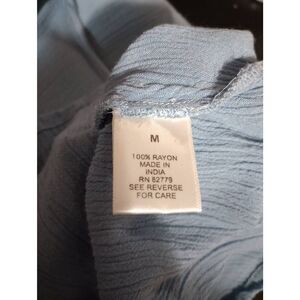 M
100% RAYON
MADE IN
INDIA
RN 82779
SEE REVERSE
FOR CARE